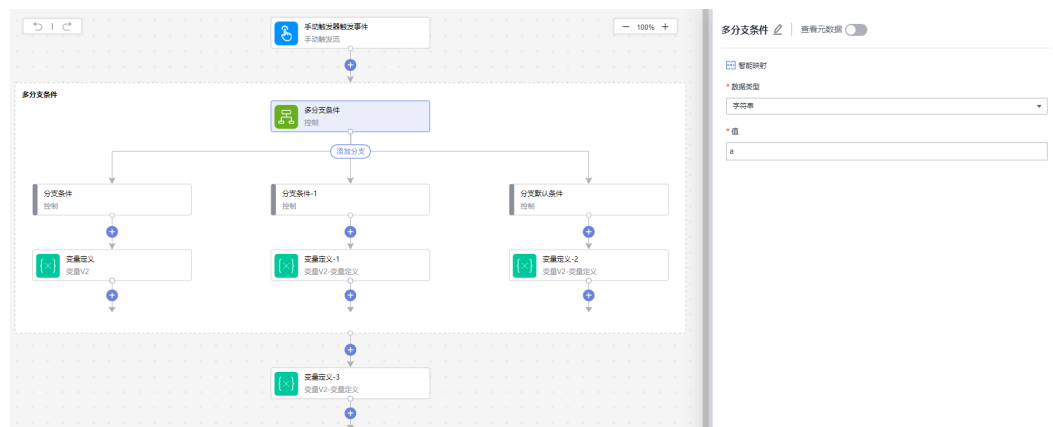 手动触发器触发事件
手动触发流
100%
多分支条件
多分支条件
控制
添加分支
分支条件
控制
分支条件-1
控制
分支默认条件
控制
变量定义
变量V2
变量定义-1
变量V2-变量定义
变量定义-2
变量V2-变量定义
变量定义-3
变量V2-变量定义
多分支条件
查看元数据
智能映射
* 数据类型
字符串
* 值
a